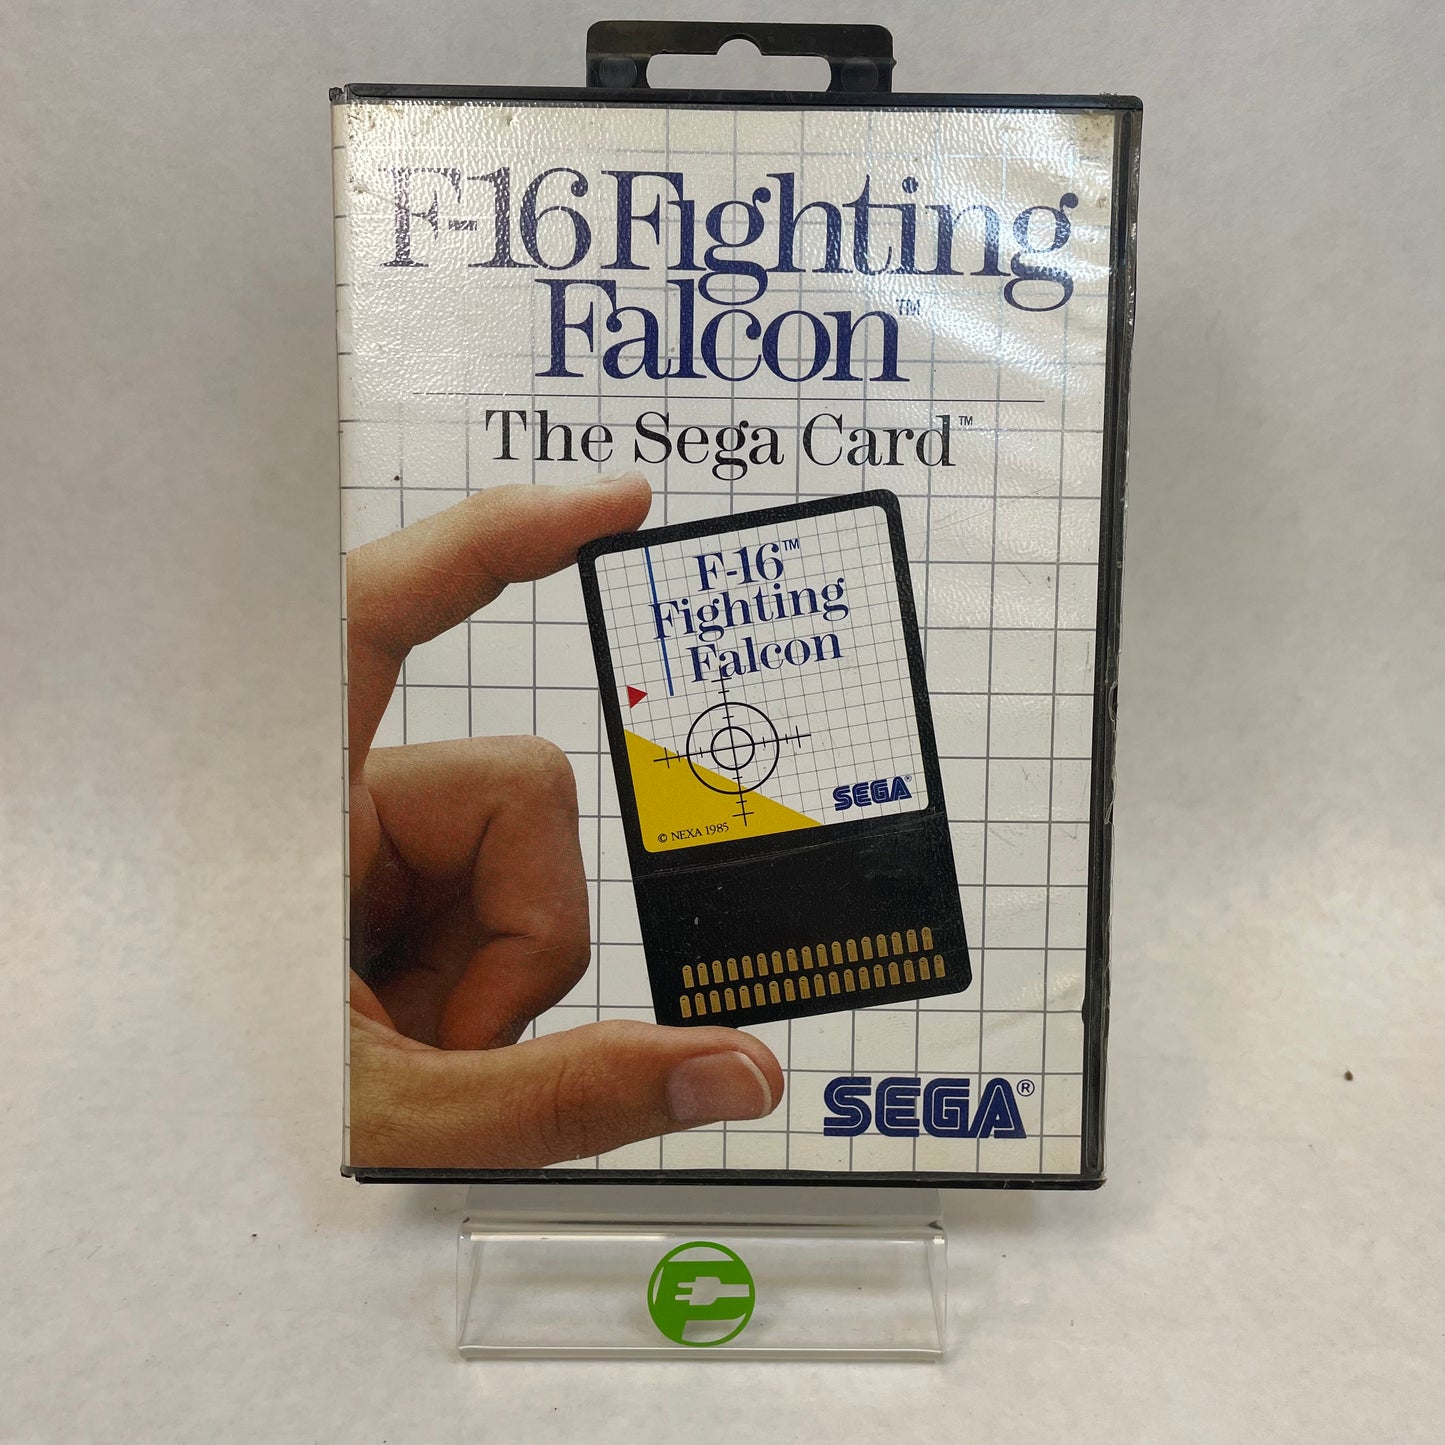 F-16 Fighting
Falcon™
The Sega Card™
F-16™
Fighting
Falcon
SEGA®
© NEXA 1985
SEGA®